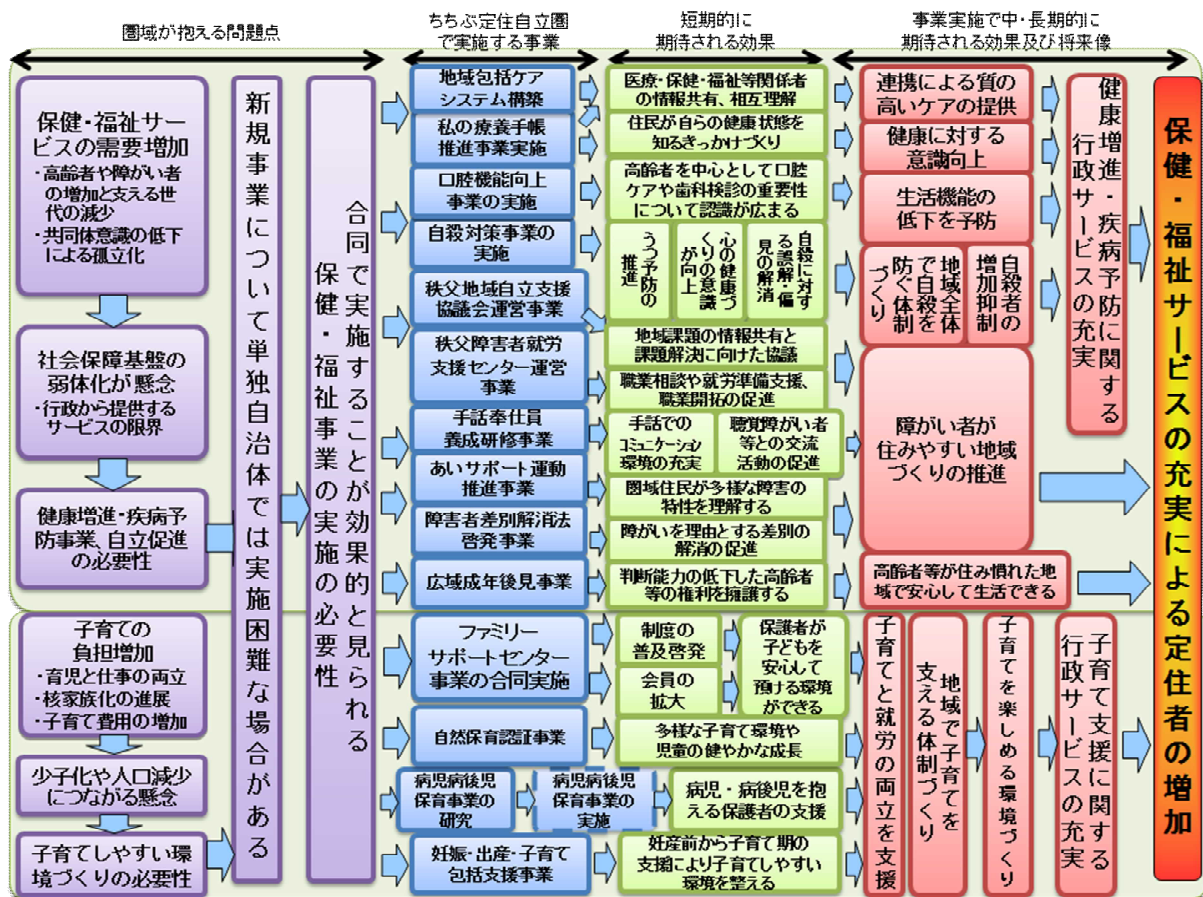 圏域が抱える問題点
ちちぶ定住自立圏
で実施する事業
短期的に
期待される効果
事業実施で中・長期的に
期待される効果及び将来像
保健・福祉サー
ビスの需要増加
・高齢者や障がい者
の増加と支える世
代の減少
・共同体意識の低下
による孤立化
社会保障基盤の
弱体化が懸念
・行政から提供する
サービスの限界
健康増進・疾病予
防事業、自立促進
の必要性
子育ての
負担増加
・育児と仕事の両立
・核家族化の進展
・子育て費用の増加
少子化や人口減少
につながる懸念
子育てしやすい環
境づくりの必要性
新規事業について単独自治体では実施困難な場合がある
合同で実施することが効果的と見られる
保健・福祉事業の実施の必要性
地域包括ケア
システム構築
私の療養手帳
推進事業実施
口腔機能向上
事業の実施
自殺対策事業の
実施
秩父地域自立支援
協議会運営事業
秩父障害者就労
支援センター運営
事業
手話奉仕員
養成研修事業
あいサポート運動
推進事業
障害者差別解消法
啓発事業
広域成年後見事業
ファミリー
サポートセンター
事業の合同実施
自然保育認証事業
病児病後児
保育事業の
研究
病児病後児
保育事業の
実施
妊娠・出産・子育て
包括支援事業
医療・保健・福祉等関係者
の情報共有、相互理解
住民が自らの健康状態を
知るきっかけづくり
高齢者を中心として口腔
ケアや歯科検診の重要性
について認識が広まる
うつ予防の
推進
心の健康づ
くりの意識
が向上
自殺に対す
る誤解・偏
見の解消
地域課題の情報共有と
課題解決に向けた協議
職業相談や就労準備支援、
職業開拓の促進
手話での
コミュニケーション
環境の充実
聴覚障がい者
等との交流
活動の促進
圏域住民が多様な障害の
特性を理解する
障がいを理由とする差別の
解消の促進
判断能力の低下した高齢者
等の権利を擁護する
制度の
普及啓発
会員の
拡大
保護者が
子どもを
安心して
預ける環境
ができる
多様な子育て環境や
児童の健やかな成長
病児・病後児を抱
える保護者の支援
妊産前から子育て期の
支援により子育てしやすい
環境を整える
連携による質の
高いケアの提供
健康に対する
意識向上
生活機能の
低下を予防
地域全体
で自殺を
防ぐ体制
づくり
自殺者の
増加抑制
障がい者が
住みやすい地域
づくりの推進
高齢者等が住み慣れた地
域で安心して生活できる
子育てと就労の両立を支援
地域で子育てを
支える体制づくり
子育てを楽しめる環境づくり
健康増進・疾病予防に関する
行政サービスの充実
子育て支援に関する
行政サービスの充実
保健・福祉サービスの充実による定住者の増加